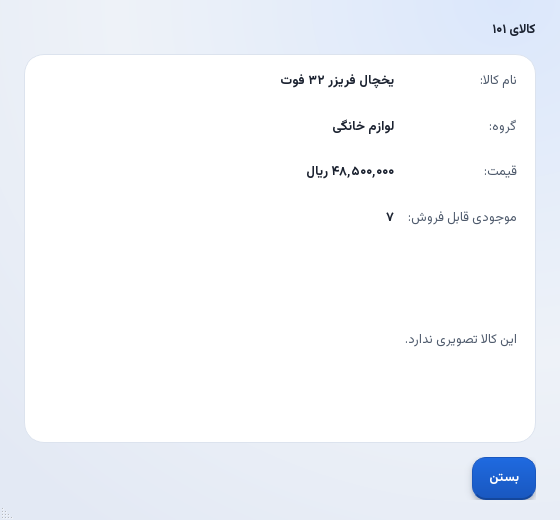 کالای ۱۰۱
نام کالا: یخچال فریزر ۳۲ فوت
گروه: لوازم خانگی
قیمت: ۴۸,۵۰۰,۰۰۰ ریال
موجودی قابل فروش: ۷
این کالا تصویری ندارد.
بستن